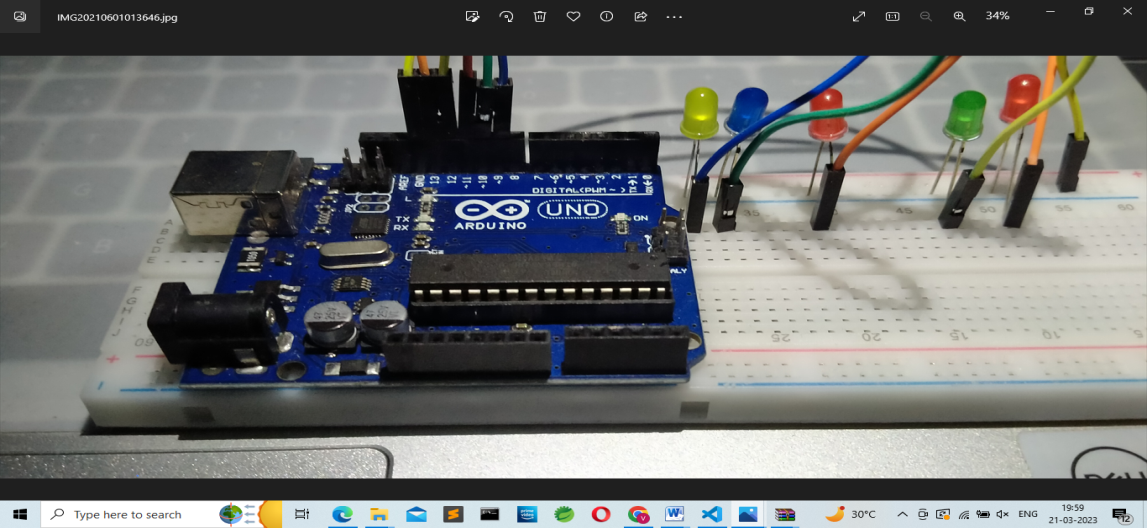 IMG20210601013646.jpg
34%
AREF
GND
13
12
~11
~10
~9
8
7
~6
~5
4
~3
2
TX→1
RX←0
DIGITAL(PWM ~)
L
TX
RX
ARDUINO
UNO
ON
35
45
50
55
60
25
20
15
10
60
Type here to search
30°C
ENG
19:59
21-03-2023